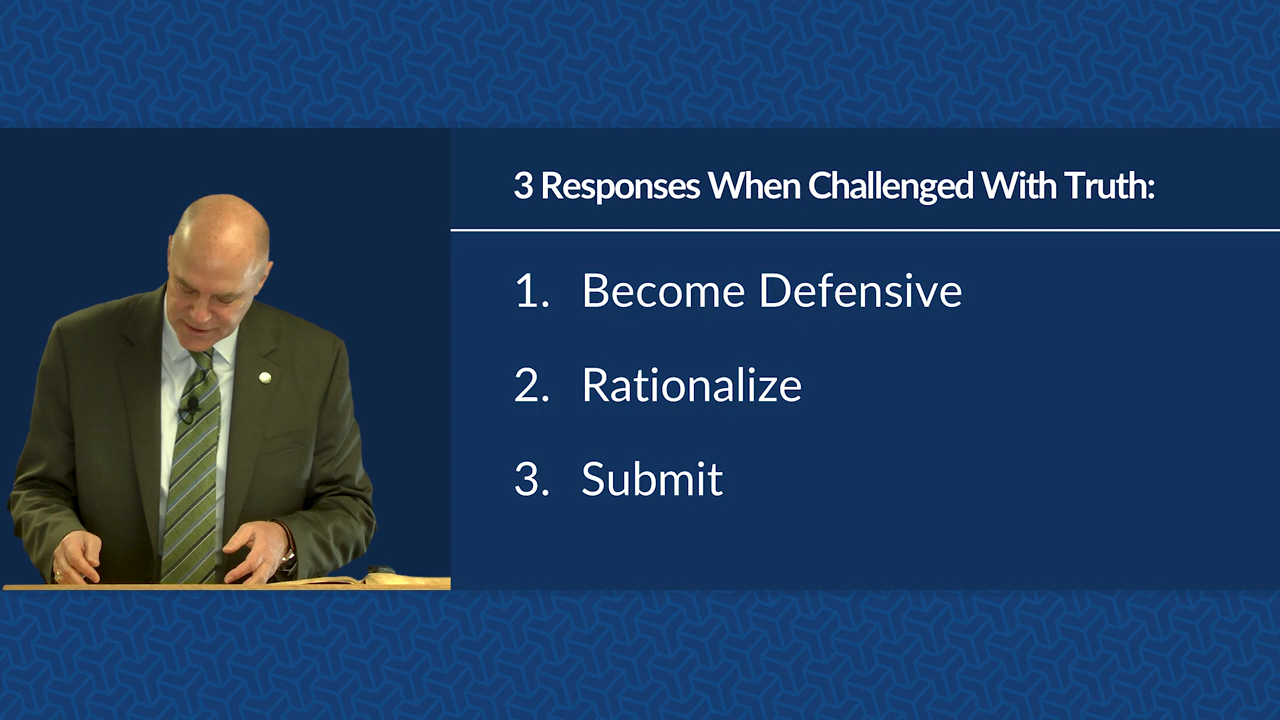 3 Responses When Challenged With Truth:
1. Become Defensive
2. Rationalize
3. Submit